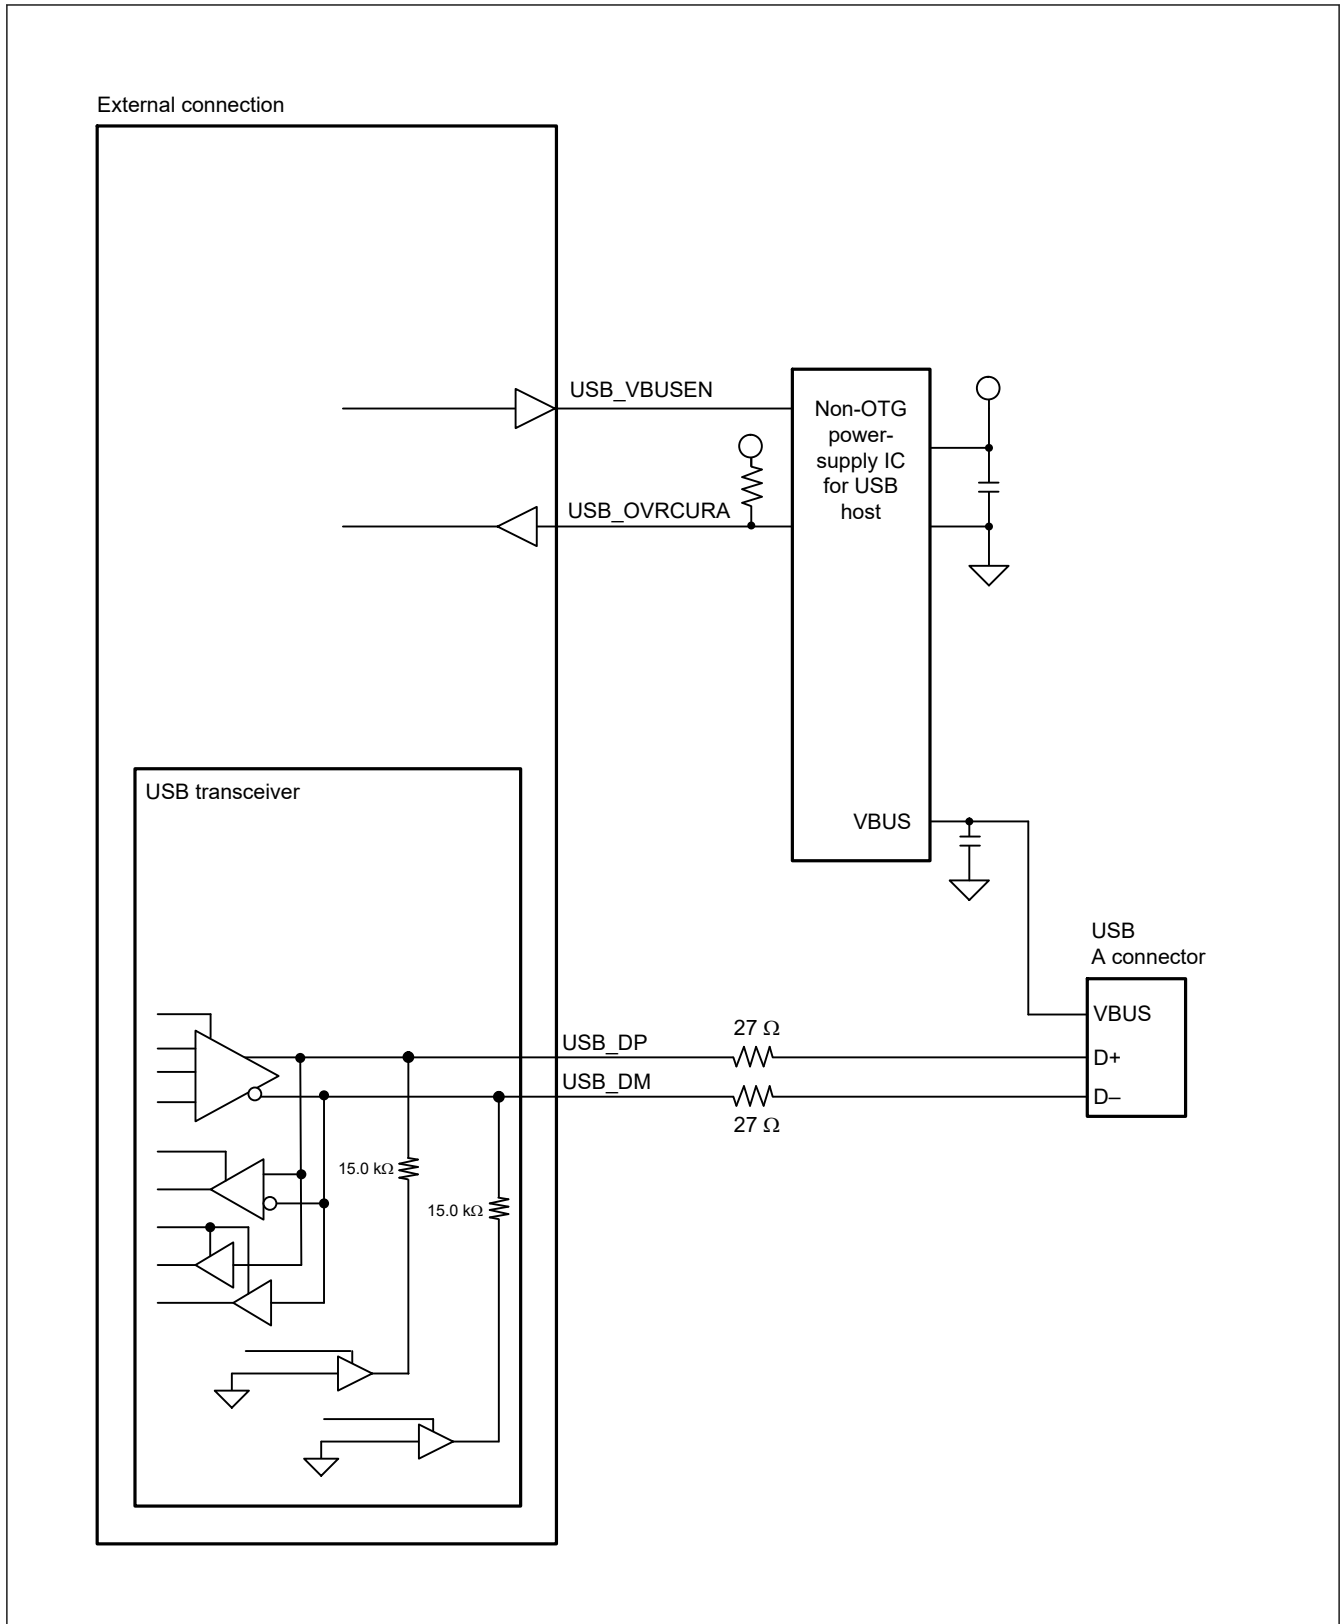 External connection
USB_VBUSEN
Non-OTG
power-
supply IC
for USB
host
USB_OVRCURA
USB transceiver
VBUS
USB
A connector
VBUS
27 Ω
USB_DP
D+
USB_DM
D–
27 Ω
15.0 kΩ
15.0 kΩ